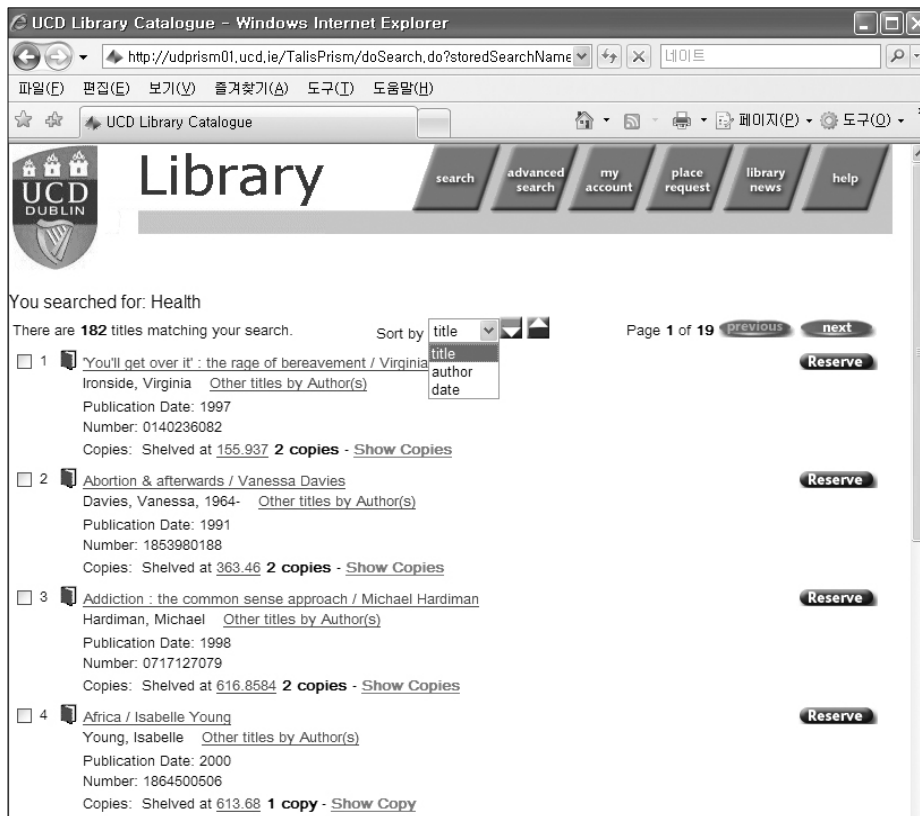 UCD Library Catalogue - Windows Internet Explorer
http://udprism01.ucd.ie/TalisPrism/doSearch.do?storedSearchName 네이트
파일(F) 편집(E) 보기(V) 즐겨찾기(A) 도구(T) 도움말(H)
UCD Library Catalogue 페이지(P) 도구(O)
UCD
DUBLIN
Library
search advanced search my account place request library news help
You searched for: Health
There are 182 titles matching your search. Sort by title Page 1 of 19 previous next
title
author
date
1 'You'll get over it' : the rage of bereavement / Virginia Reserve
Ironside, Virginia Other titles by Author(s)
Publication Date: 1997
Number: 0140236082
Copies: Shelved at 155.937 2 copies - Show Copies
2 Abortion & afterwards / Vanessa Davies Reserve
Davies, Vanessa, 1964- Other titles by Author(s)
Publication Date: 1991
Number: 1853980188
Copies: Shelved at 363.46 2 copies - Show Copies
3 Addiction : the common sense approach / Michael Hardiman Reserve
Hardiman, Michael Other titles by Author(s)
Publication Date: 1998
Number: 0717127079
Copies: Shelved at 616.8584 2 copies - Show Copies
4 Africa / Isabelle Young Reserve
Young, Isabelle Other titles by Author(s)
Publication Date: 2000
Number: 1864500506
Copies: Shelved at 613.68 1 copy - Show Copy